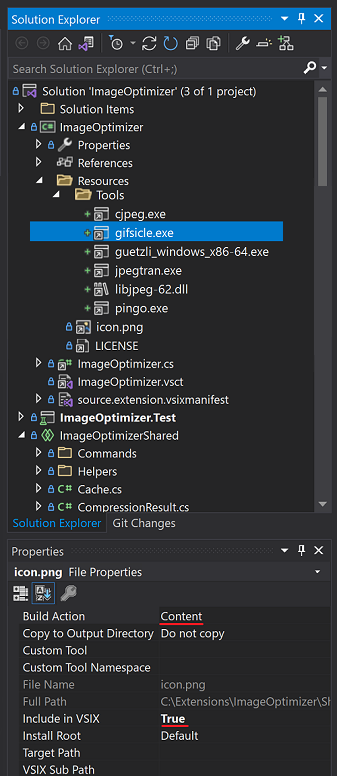 Solution Explorer
Search Solution Explorer (Ctrl+;)
Solution 'ImageOptimizer' (3 of 1 project)
Solution Items
ImageOptimizer
Properties
References
Resources
Tools
cjpeg.exe
gifsicle.exe
guetzli_windows_x86-64.exe
jpegtran.exe
libjpeg-62.dll
pingo.exe
icon.png
LICENSE
ImageOptimizer.cs
ImageOptimizer.vsct
source.extension.vsixmanifest
ImageOptimizer.Test
ImageOptimizerShared
Commands
Helpers
C# Cache.cs
C# CompressionResult.cs
Solution Explorer Git Changes
Properties
icon.png File Properties
Build Action Content
Copy to Output Directory Do not copy
Custom Tool
Custom Tool Namespace
File Name icon.png
Full Path C:\Extensions\ImageOptimizer\Sh
Include in VSIX True
Install Root Default
Target Path
VSIX Sub Path